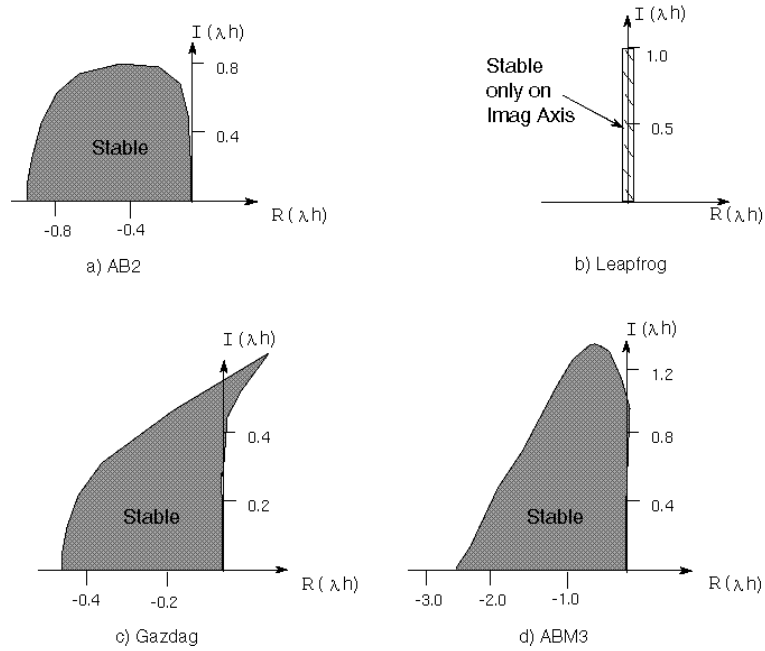 I (λh)
0.8
0.4
Stable
R (λh)
-0.8
-0.4
a) AB2
I (λh)
1.0
Stable
only on
Imag Axis
0.5
R (λh)
b) Leapfrog
I (λh)
0.4
0.2
Stable
R (λh)
-0.4
-0.2
c) Gazdag
I (λh)
1.2
0.8
0.4
Stable
R (λh)
-3.0
-2.0
-1.0
d) ABM3